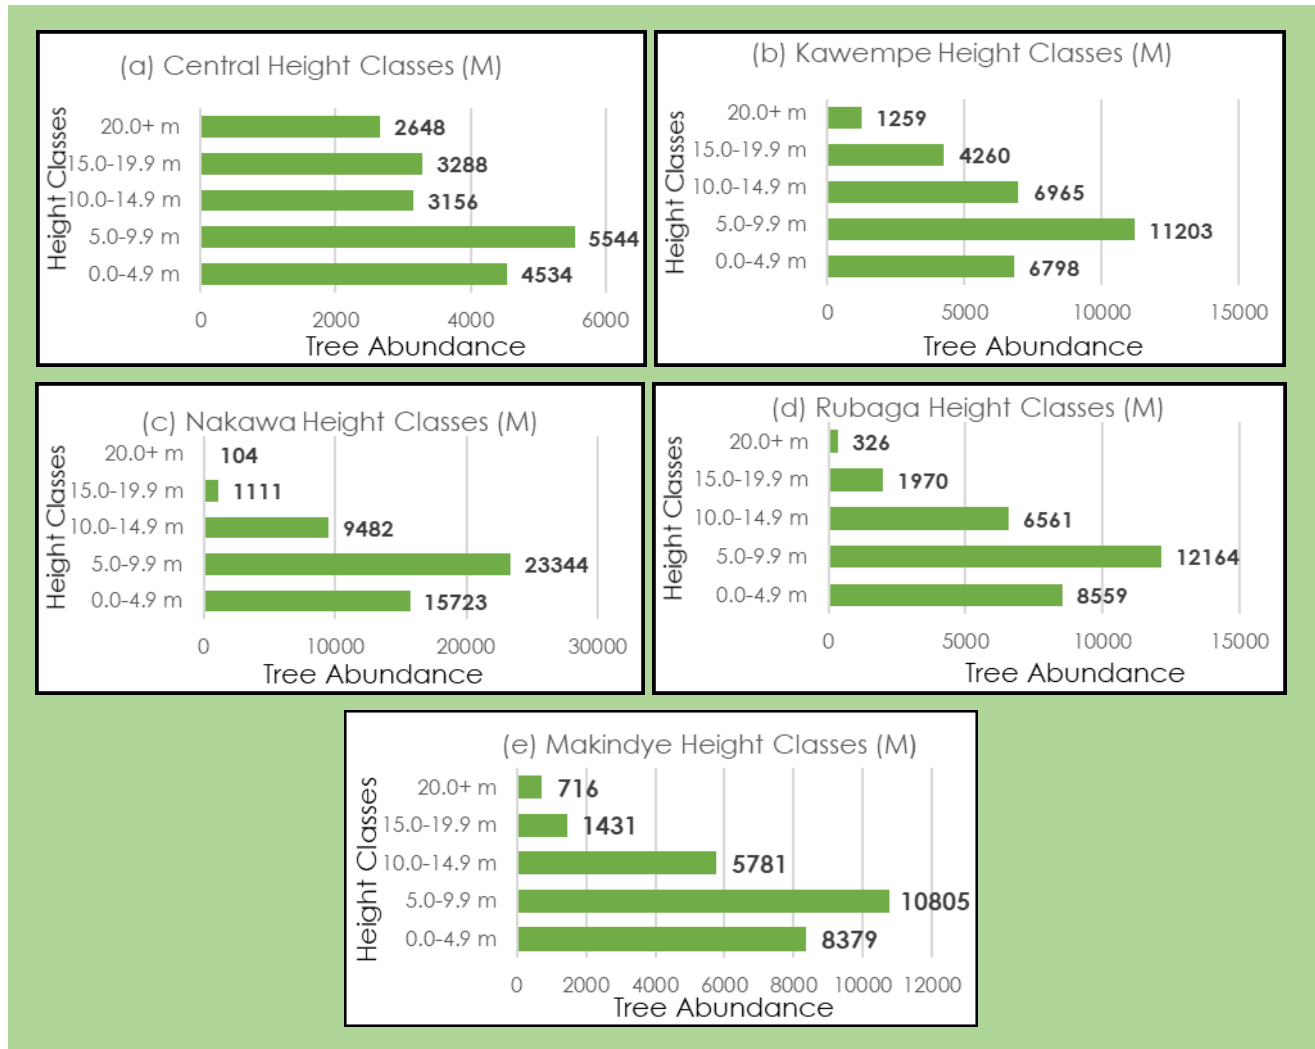 (a) Central Height Classes (M)
Height Classes
20.0+ m 2648
15.0-19.9 m 3288
10.0-14.9 m 3156
5.0-9.9 m 5544
0.0-4.9 m 4534
0 2000 4000 6000
Tree Abundance
(b) Kawempe Height Classes (M)
Height Classes
20.0+ m 1259
15.0-19.9 m 4260
10.0-14.9 m 6965
5.0-9.9 m 11203
0.0-4.9 m 6798
0 5000 10000 15000
Tree Abundance
(c) Nakawa Height Classes (M)
Height Classes
20.0+ m 104
15.0-19.9 m 1111
10.0-14.9 m 9482
5.0-9.9 m 23344
0.0-4.9 m 15723
0 10000 20000 30000
Tree Abundance
(d) Rubaga Height Classes (M)
Height Classes
20.0+ m 326
15.0-19.9 m 1970
10.0-14.9 m 6561
5.0-9.9 m 12164
0.0-4.9 m 8559
0 5000 10000 15000
Tree Abundance
(e) Makindye Height Classes (M)
Height Classes
20.0+ m 716
15.0-19.9 m 1431
10.0-14.9 m 5781
5.0-9.9 m 10805
0.0-4.9 m 8379
0 2000 4000 6000 8000 10000 12000
Tree Abundance